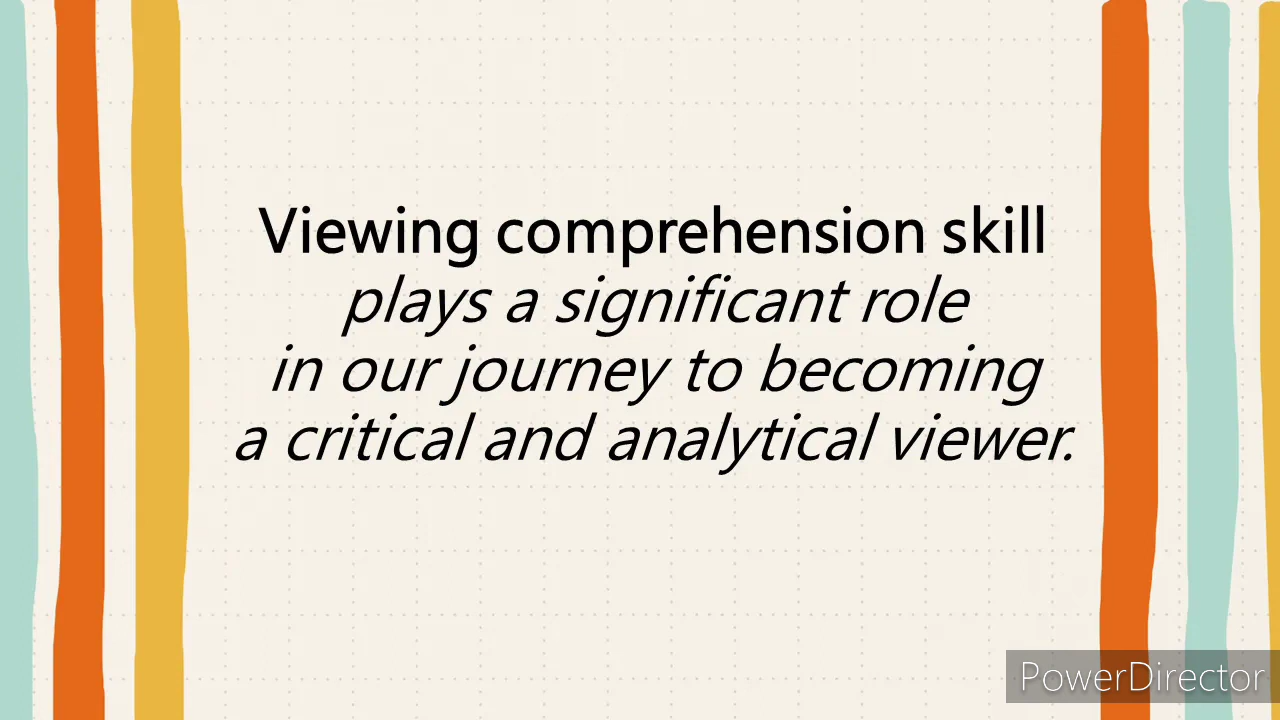 Viewing comprehension skill
plays a significant role
in our journey to becoming
a critical and analytical viewer.
PowerDirector